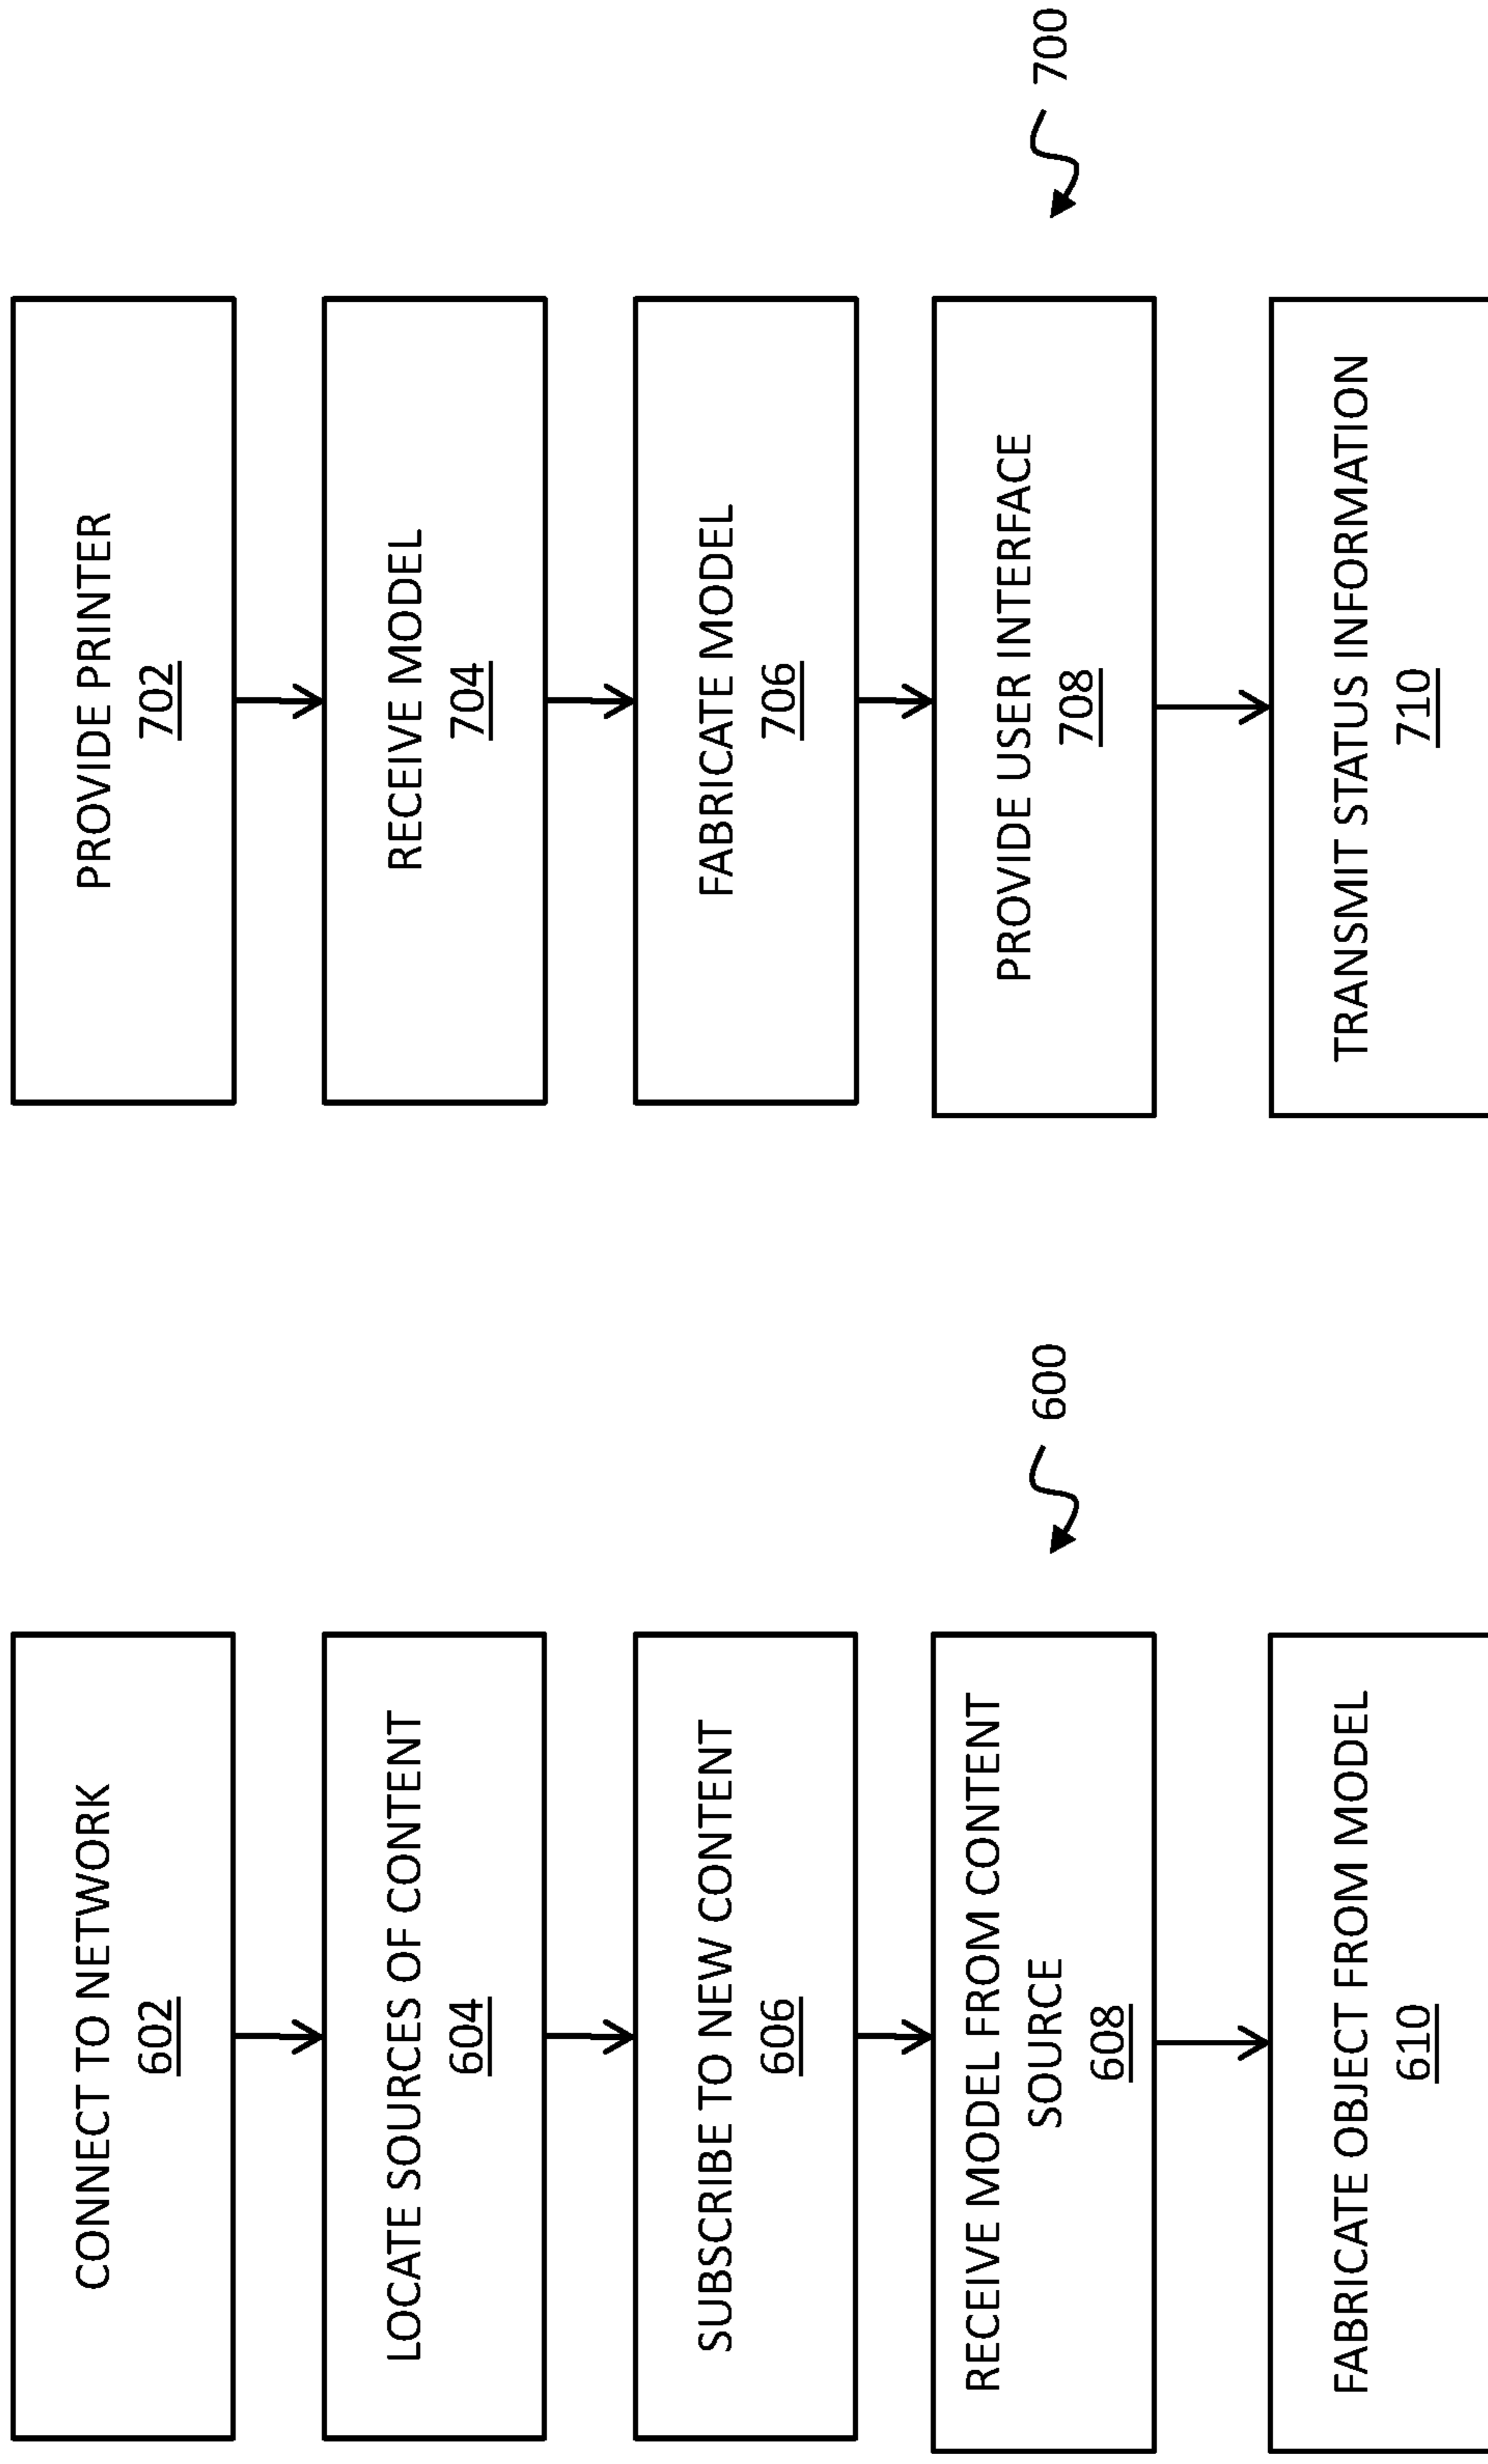 CONNECT TO NETWORK
602
LOCATE SOURCES OF CONTENT
604
SUBSCRIBE TO NEW CONTENT
606
RECEIVE MODEL FROM CONTENT
SOURCE
608
FABRICATE OBJECT FROM MODEL
610
600
PROVIDE PRINTER
702
RECEIVE MODEL
704
FABRICATE MODEL
706
PROVIDE USER INTERFACE
708
TRANSMIT STATUS INFORMATION
710
700